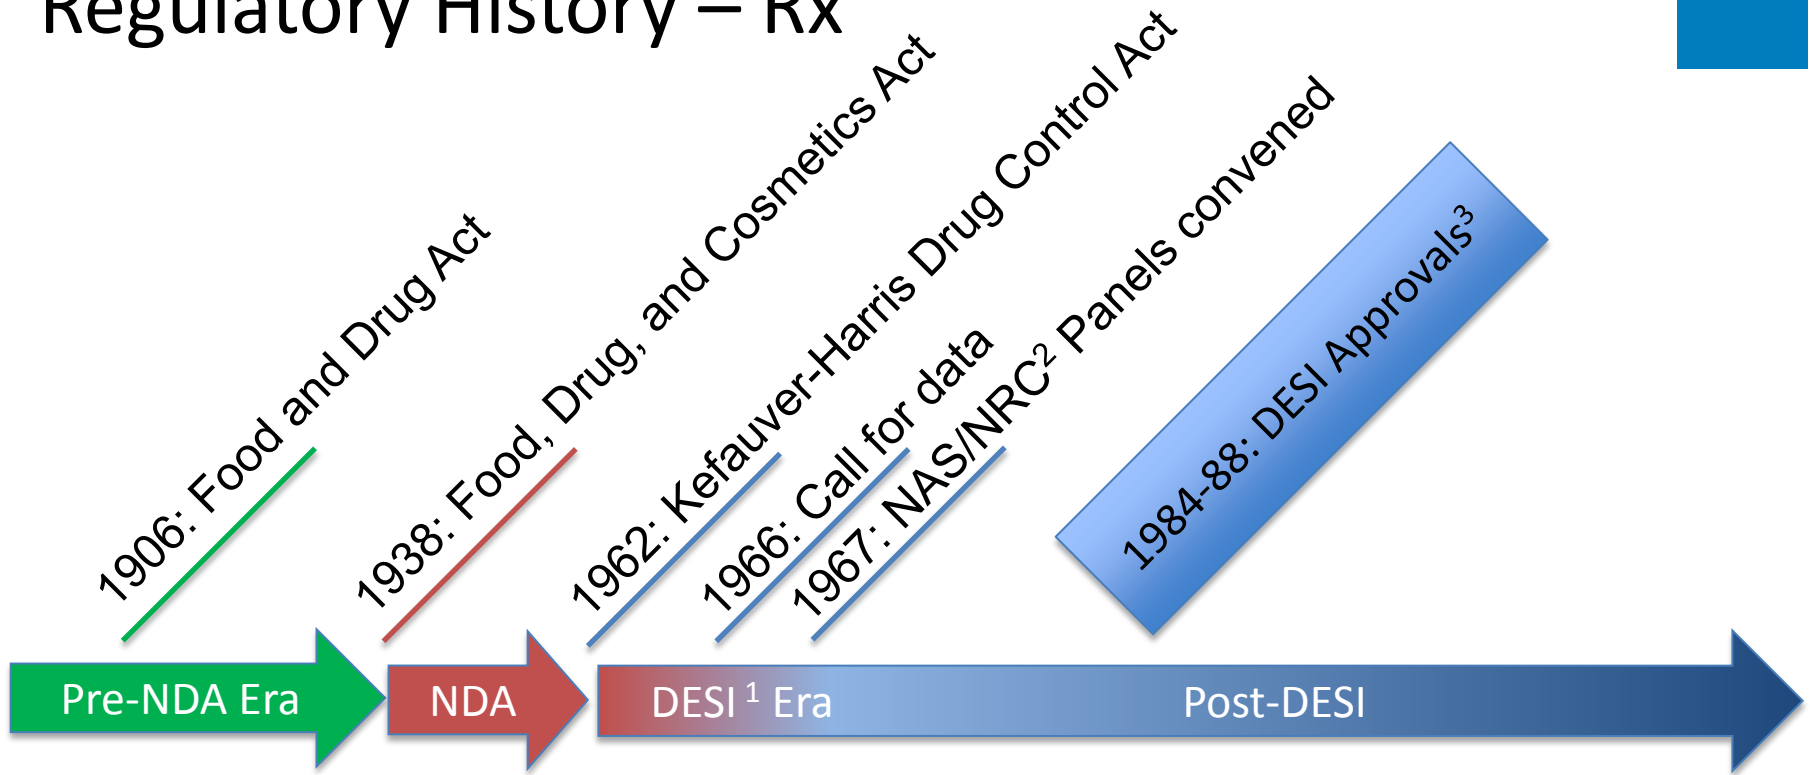 Regulatory History – Rx
1906: Food and Drug Act
1938: Food, Drug, and Cosmetics Act
1962: Kefauver-Harris Drug Control Act
1966: Call for data
1967: NAS/NRC² Panels convened
1984-88: DESI Approvals³
Pre-NDA Era
NDA
DESI ¹ Era
Post-DESI